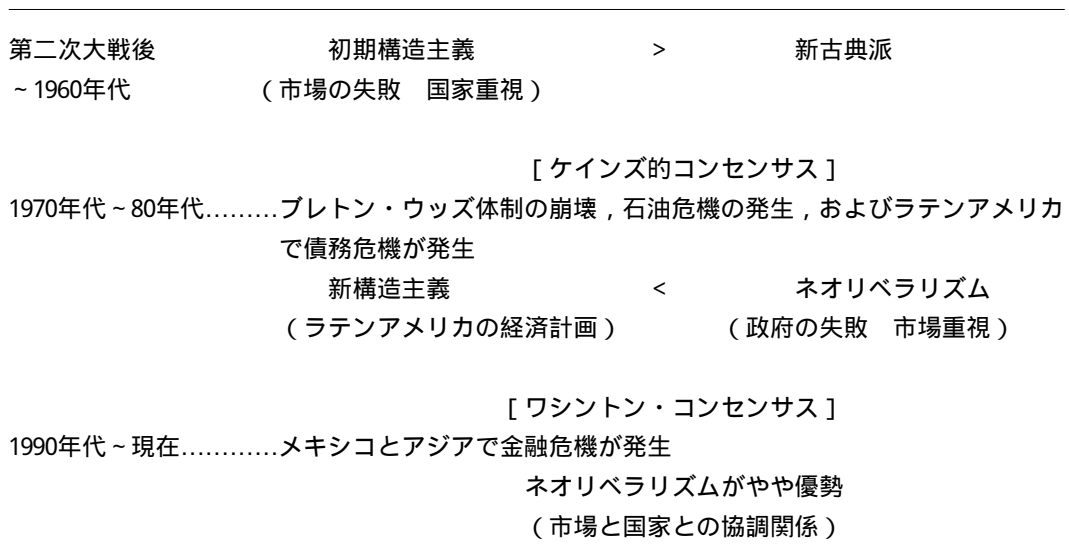 第二次大戦後 初期構造主義 > 新古典派
~1960年代 (市場の失敗 国家重視)
[ケインズ的コンセンサス]
1970年代~80年代………ブレトン・ウッズ体制の崩壊,石油危機の発生,およびラテンアメリカ
で債務危機が発生
新構造主義 < ネオリベラリズム
(ラテンアメリカの経済計画) (政府の失敗 市場重視)
[ワシントン・コンセンサス]
1990年代~現在…………メキシコとアジアで金融危機が発生
ネオリベラリズムがやや優勢
(市場と国家との協調関係)